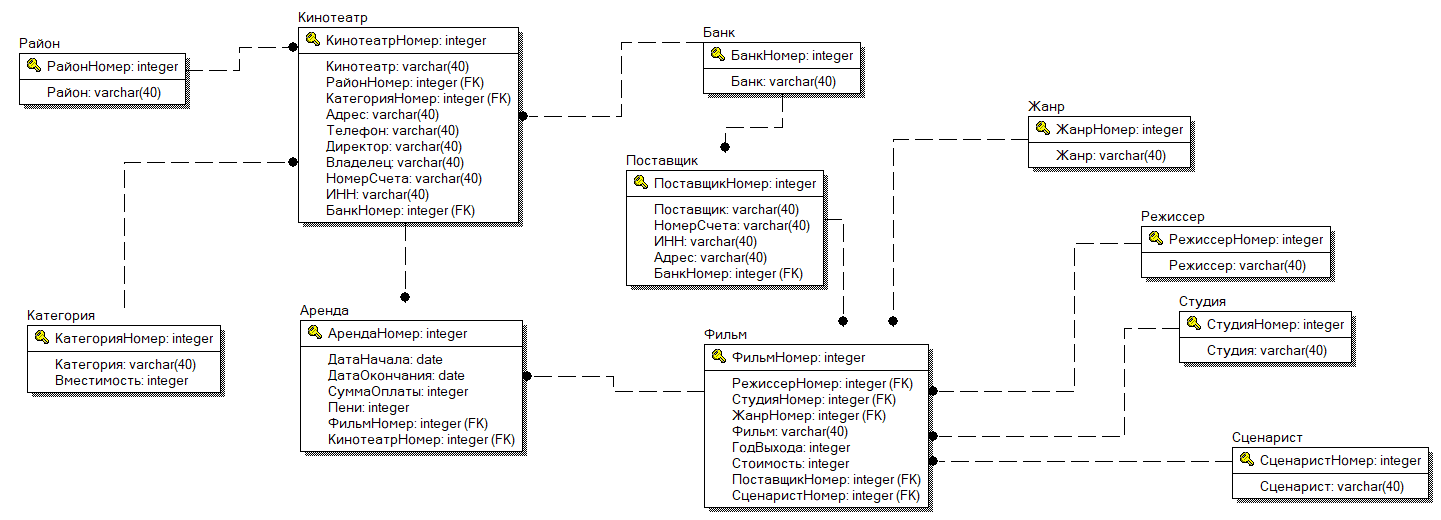 Район
РайонНомер: integer
Район: varchar(40)
Кинотеатр
КинотеатрНомер: integer
Кинотеатр: varchar(40)
РайонНомер: integer (FK)
КатегорияНомер: integer (FK)
Адрес: varchar(40)
Телефон: varchar(40)
Директор: varchar(40)
Владелец: varchar(40)
НомерСчета: varchar(40)
ИНН: varchar(40)
БанкНомер: integer (FK)
Банк
БанкНомер: integer
Банк: varchar(40)
Жанр
ЖанрНомер: integer
Жанр: varchar(40)
Поставщик
ПоставщикНомер: integer
Поставщик: varchar(40)
НомерСчета: varchar(40)
ИНН: varchar(40)
Адрес: varchar(40)
БанкНомер: integer (FK)
Режиссер
РежиссерНомер: integer
Режиссер: varchar(40)
Студия
СтудияНомер: integer
Студия: varchar(40)
Категория
КатегорияНомер: integer
Категория: varchar(40)
Вместимость: integer
Аренда
АрендаНомер: integer
ДатаНачала: date
ДатаОкончания: date
СуммаОплаты: integer
Пени: integer
ФильмНомер: integer (FK)
КинотеатрНомер: integer (FK)
Фильм
ФильмНомер: integer
РежиссерНомер: integer (FK)
СтудияНомер: integer (FK)
ЖанрНомер: integer (FK)
Фильм: varchar(40)
ГодВыхода: integer
Стоимость: integer
ПоставщикНомер: integer (FK)
СценаристНомер: integer (FK)
Сценарист
СценаристНомер: integer
Сценарист: varchar(40)